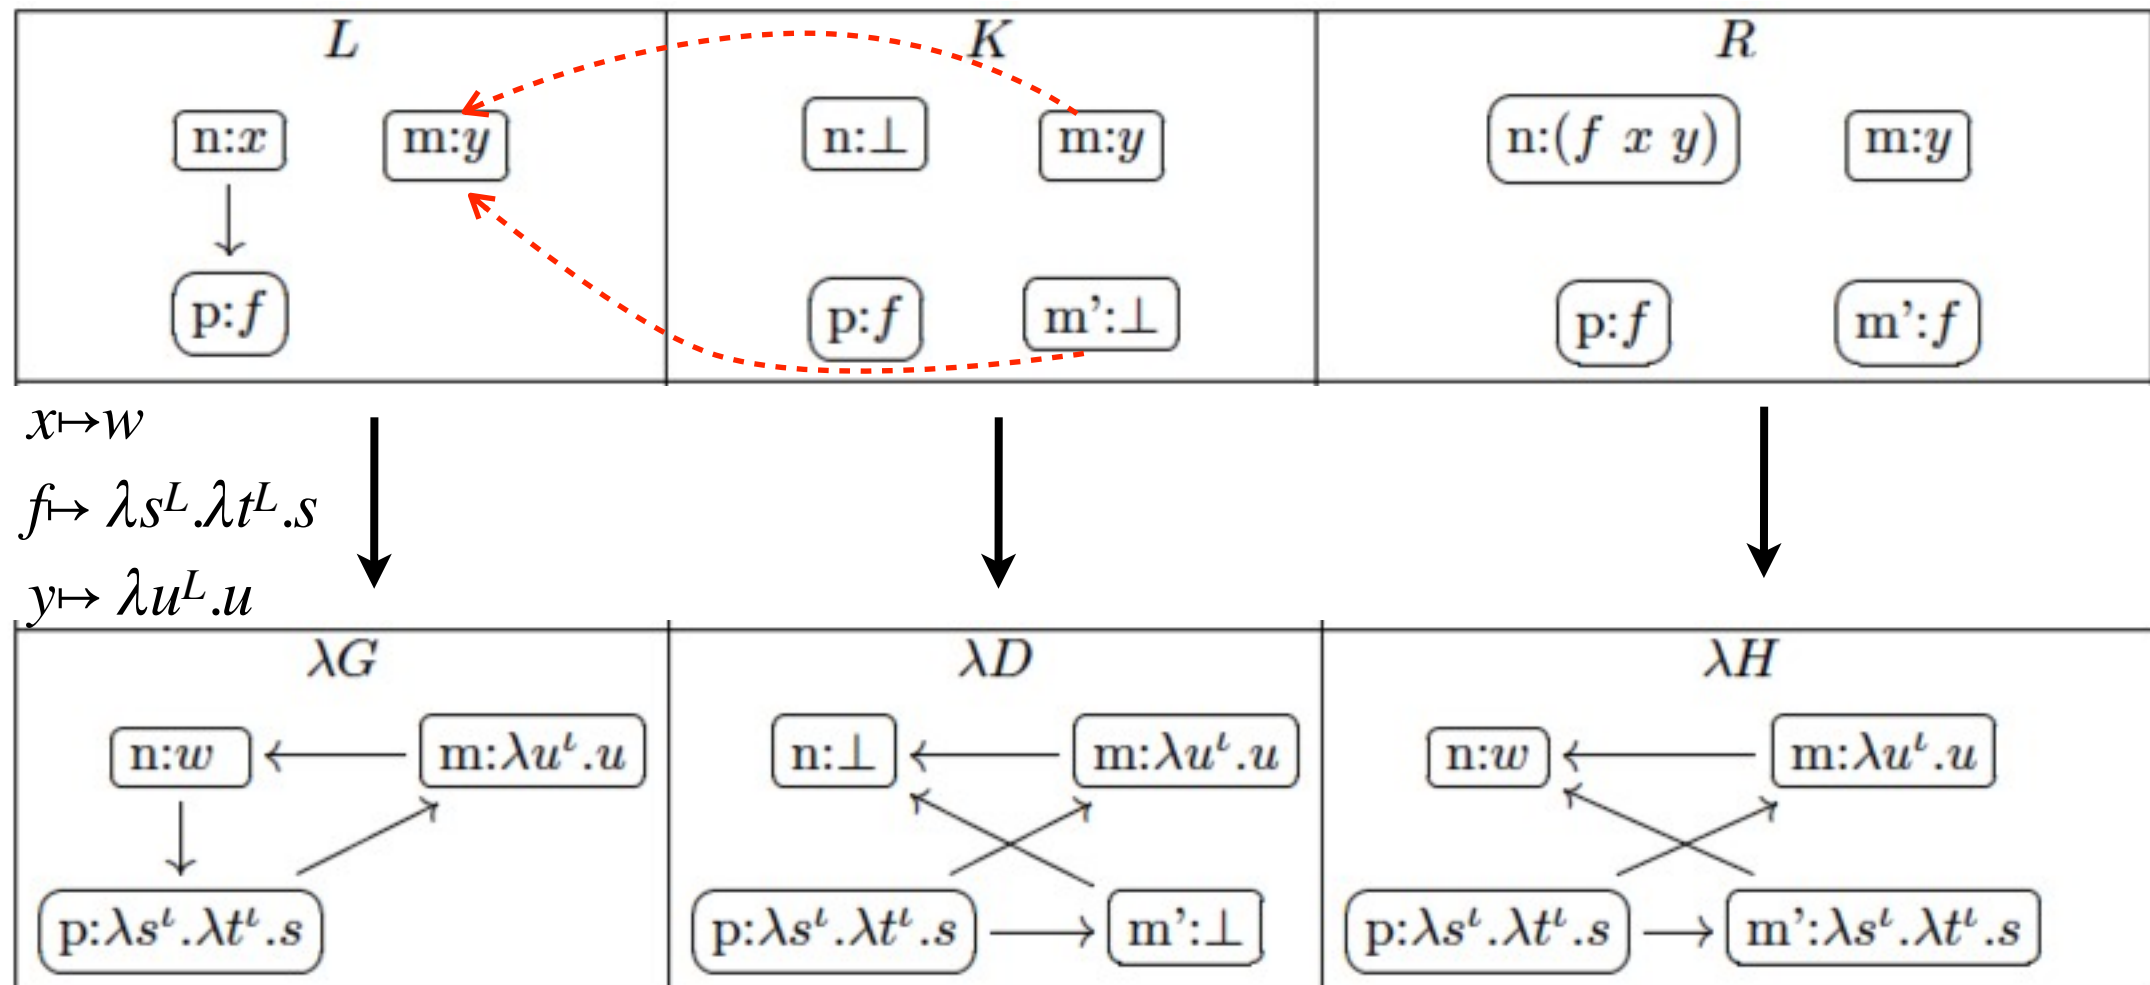 L K R
n:x m:y n:⊥ m:y n:(f x y) m:y
p:f p:f m':⊥ p:f m':f
x↦w
f↦ λs^L.λt^L.s
y↦ λu^L.u
λG λD λH
n:w m:λu^ι.u n:⊥ m:λu^ι.u n:w m:λu^ι.u
p:λs^ι.λt^ι.s p:λs^ι.λt^ι.s m':⊥ p:λs^ι.λt^ι.s m':λs^ι.λt^ι.s